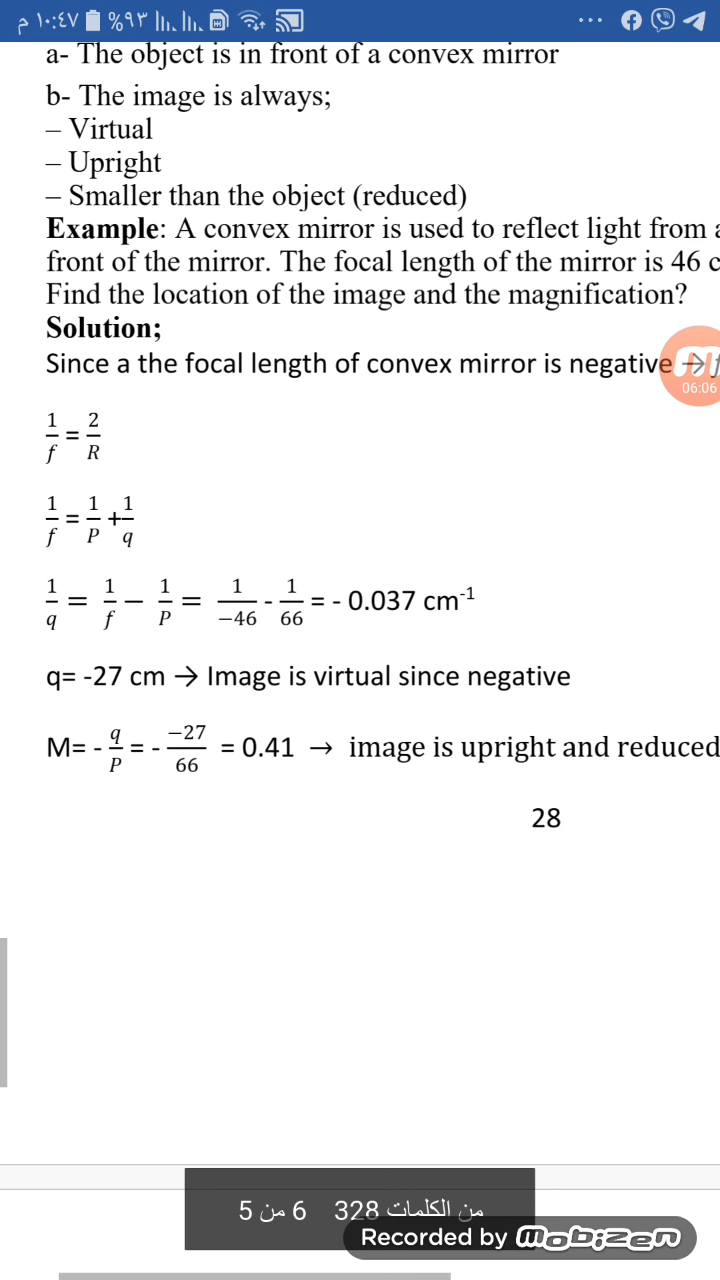 م ١٠:٤٧ %٩٣
a- The object is in front of a convex mirror
b- The image is always;
– Virtual
– Upright
– Smaller than the object (reduced)
Example: A convex mirror is used to reflect light from
front of the mirror. The focal length of the mirror is 46 c
Find the location of the image and the magnification?
Solution;
Since a the focal length of convex mirror is negative → f
06:06
1/f = 2/R
1/f = 1/P + 1/q
1/q = 1/f − 1/P = 1/−46 - 1/66 = - 0.037 cm⁻¹
q= -27 cm → Image is virtual since negative
M= - q/P = - −27/66 = 0.41 → image is upright and reduced
28
5 من 6 328 من الكلمات
Recorded by mobizen